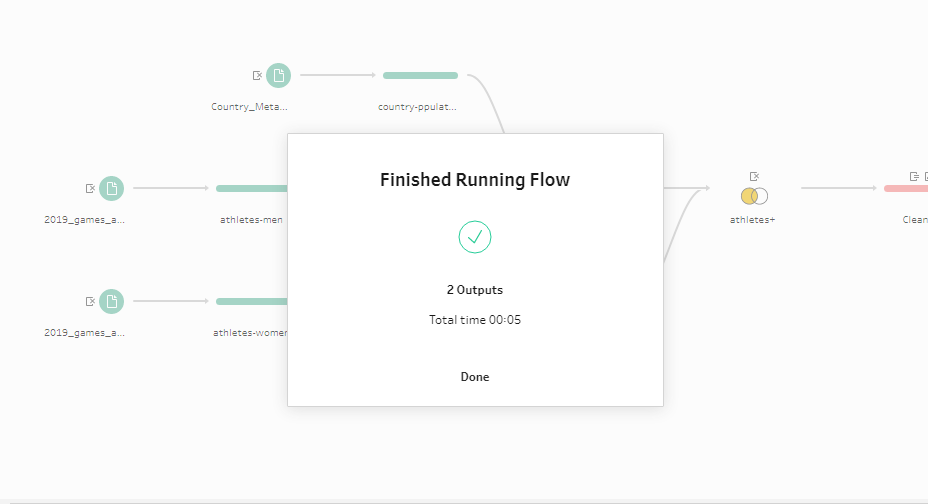 Country_Meta...
country-ppulat...
Finished Running Flow
2019_games_a...
athletes-men
athletes+
Clean
2 Outputs
Total time 00:05
2019_games_a...
athletes-women
Done